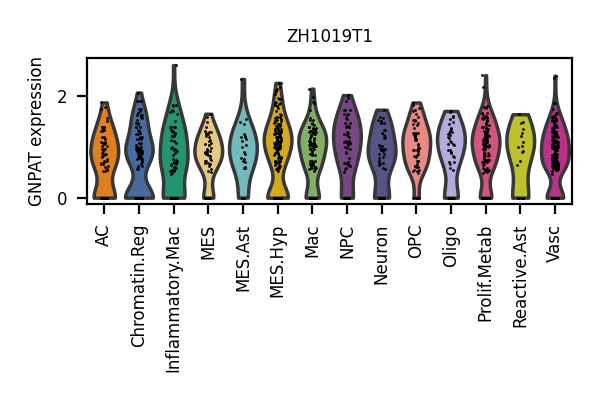 ZH1019T1
GNPAT expression
2
0
AC
Chromatin.Reg
Inflammatory.Mac
MES
MES.Ast
MES.Hyp
Mac
NPC
Neuron
OPC
Oligo
Prolif.Metab
Reactive.Ast
Vasc